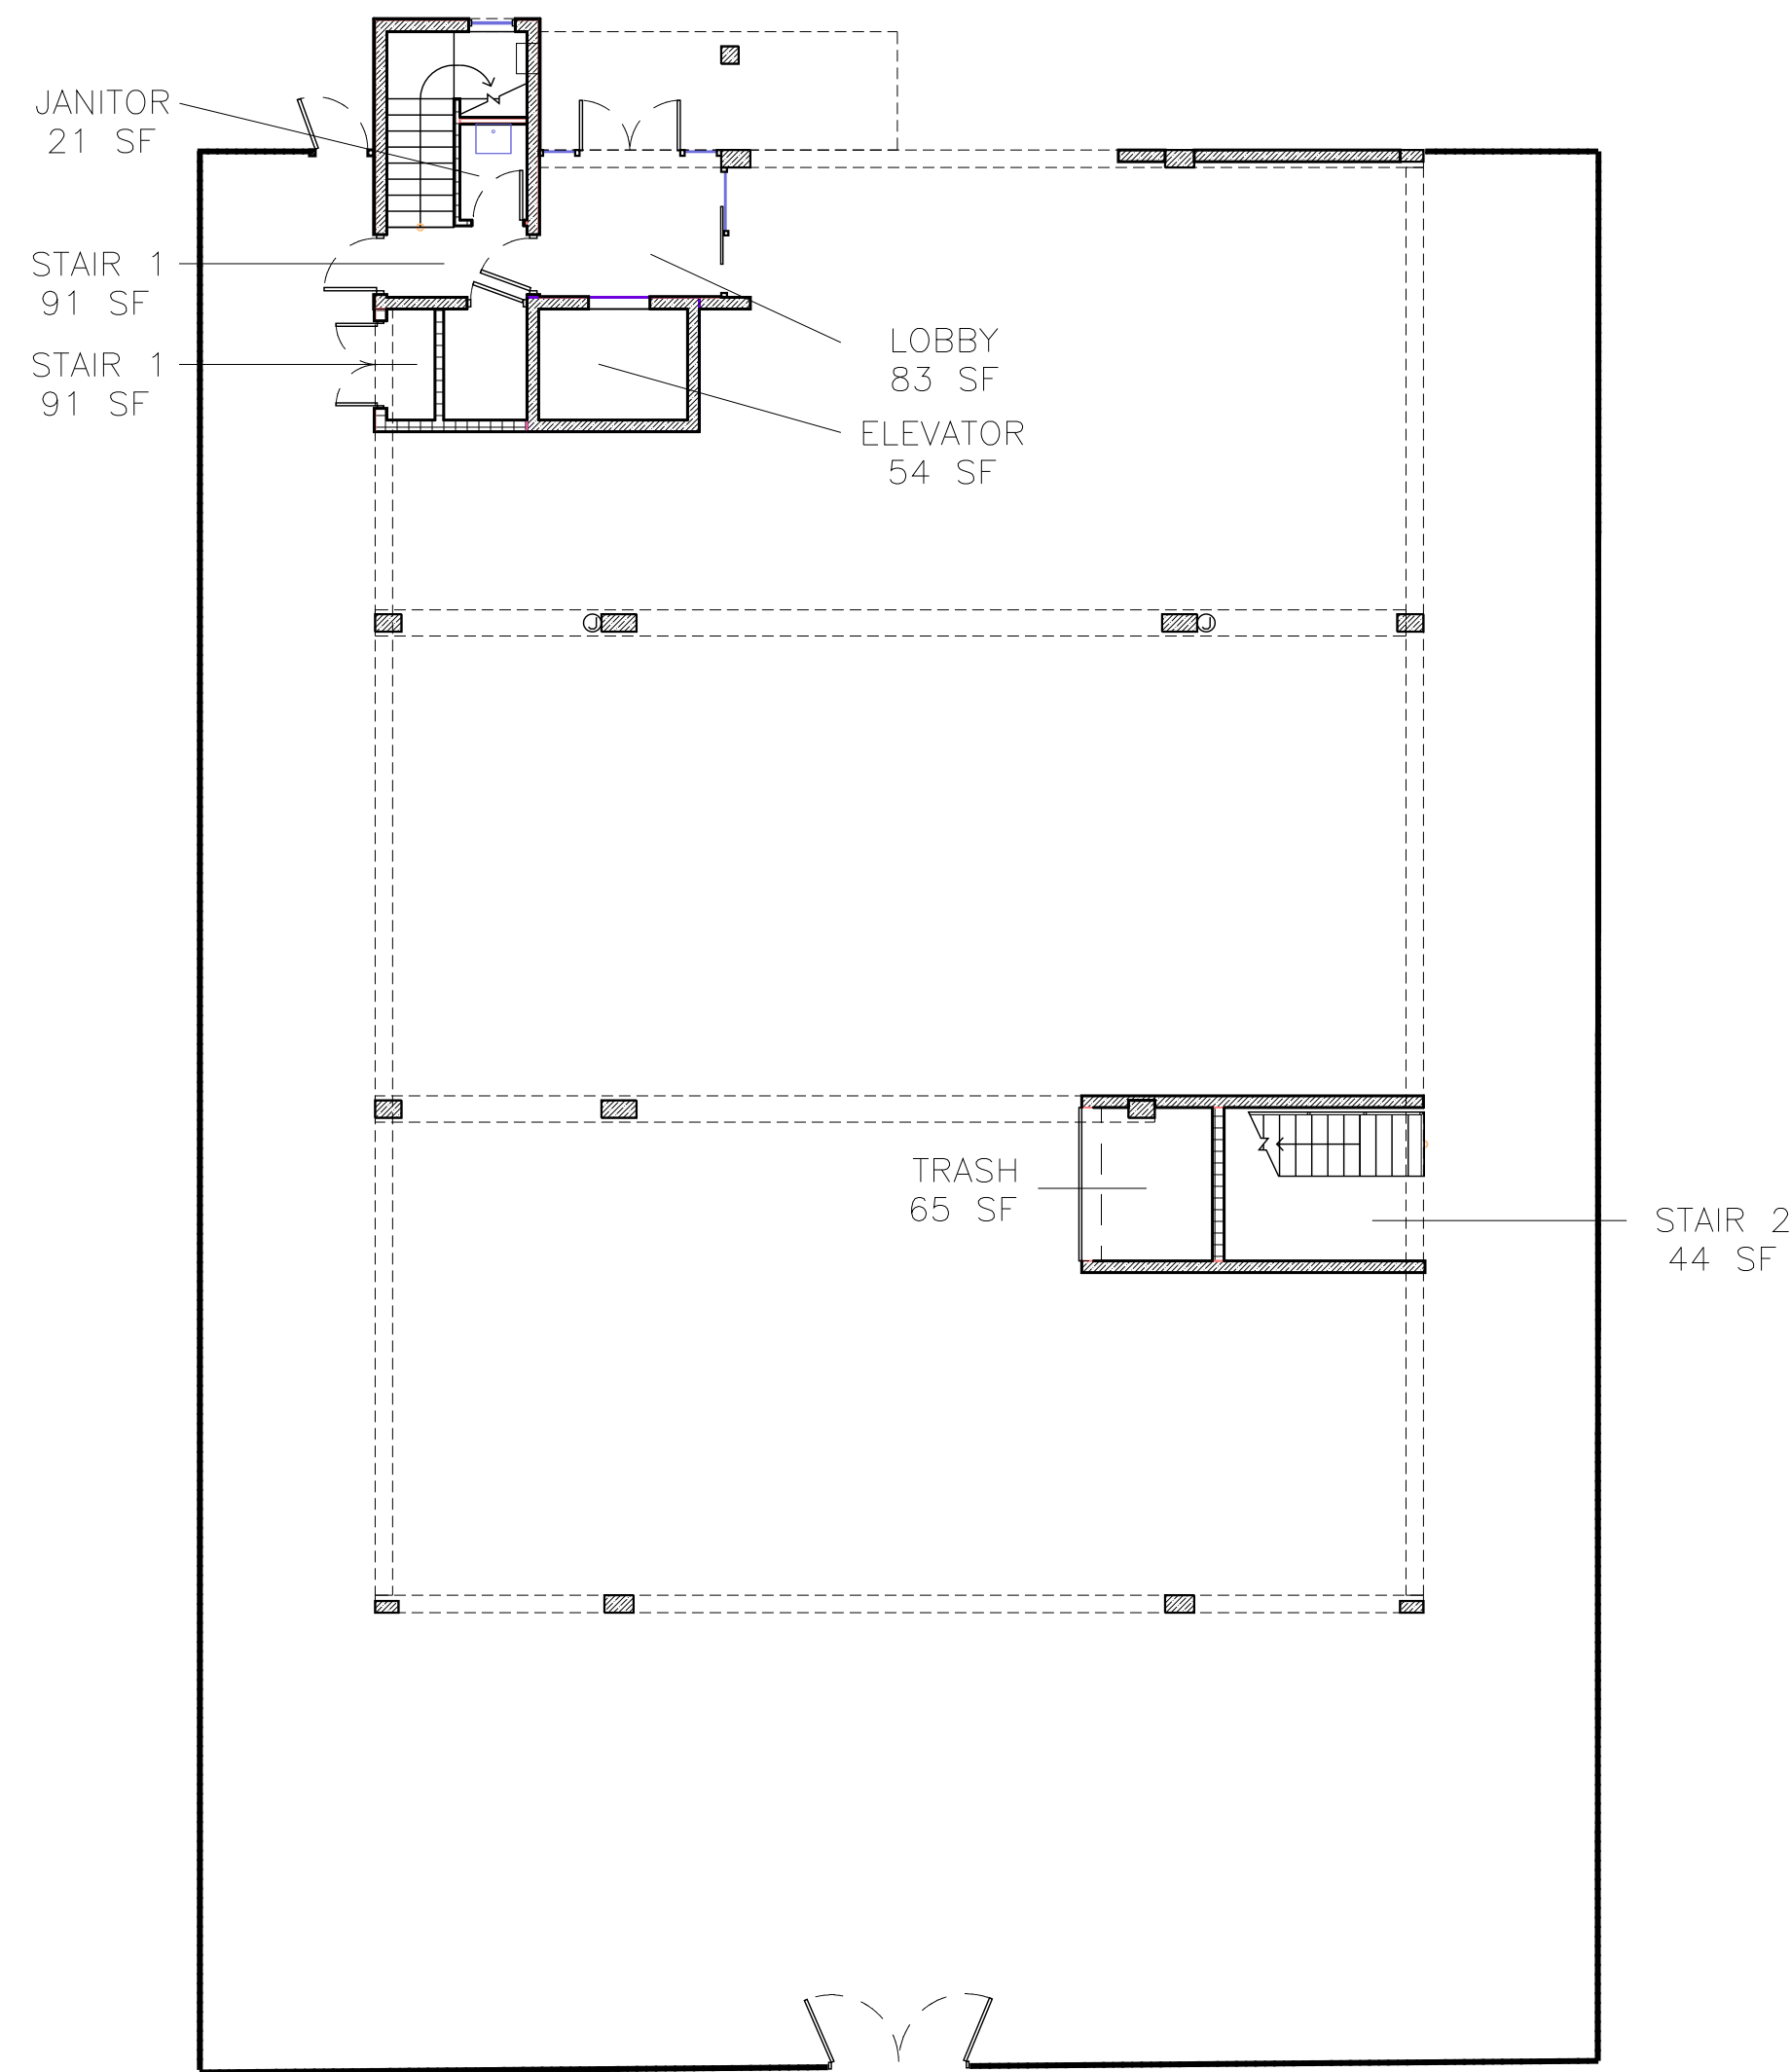 JANITOR
21 SF
STAIR 1
91 SF
STAIR 1
91 SF
LOBBY
83 SF
ELEVATOR
54 SF
J
J
TRASH
65 SF
STAIR 2
44 SF